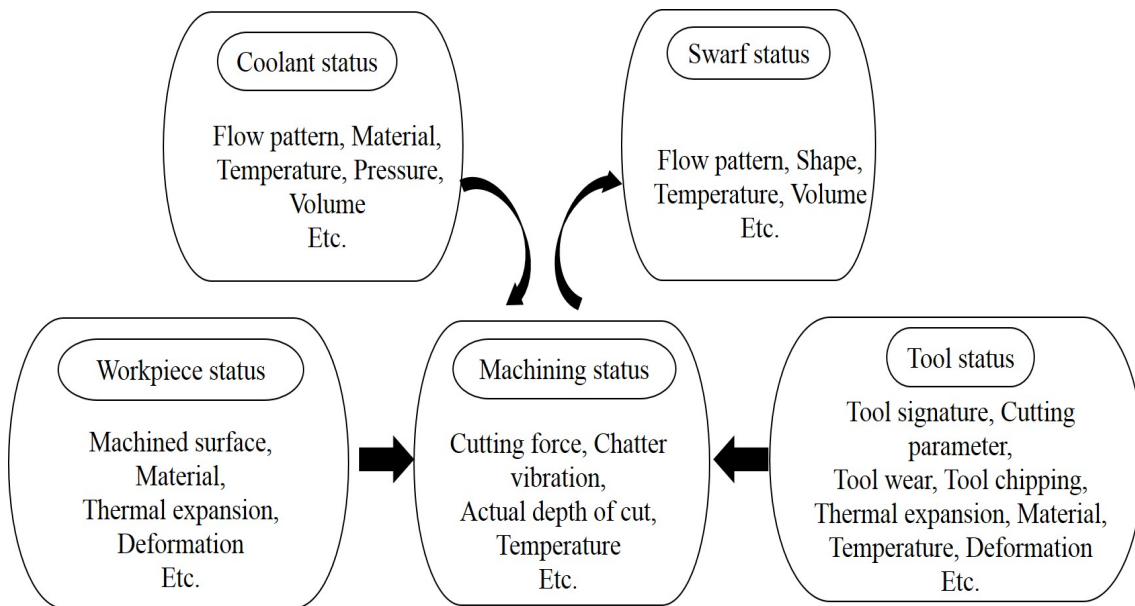 Coolant status
Flow pattern, Material,
Temperature, Pressure,
Volume
Etc.
Swarf status
Flow pattern, Shape,
Temperature, Volume
Etc.
Workpiece status
Machined surface,
Material,
Thermal expansion,
Deformation
Etc.
Machining status
Cutting force, Chatter
vibration,
Actual depth of cut,
Temperature
Etc.
Tool status
Tool signature, Cutting
parameter,
Tool wear, Tool chipping,
Thermal expansion, Material,
Temperature, Deformation
Etc.